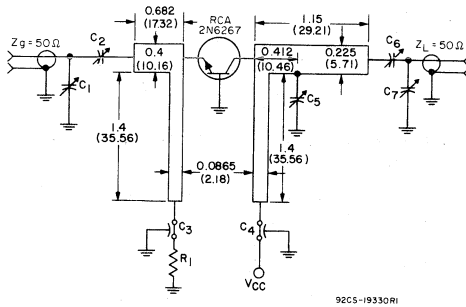 0.682
(17.32)
RCA
2N6267
1.15
(29.21)
Zg=50Ω
C2
C1
0.4
(10.16)
0.412
(10.46)
0.225
(5.71)
C6
ZL=50Ω
C5
C7
1.4
(35.56)
1.4
(35.56)
0.0865
(2.18)
C3
C4
R1
VCC
92CS-19330R1